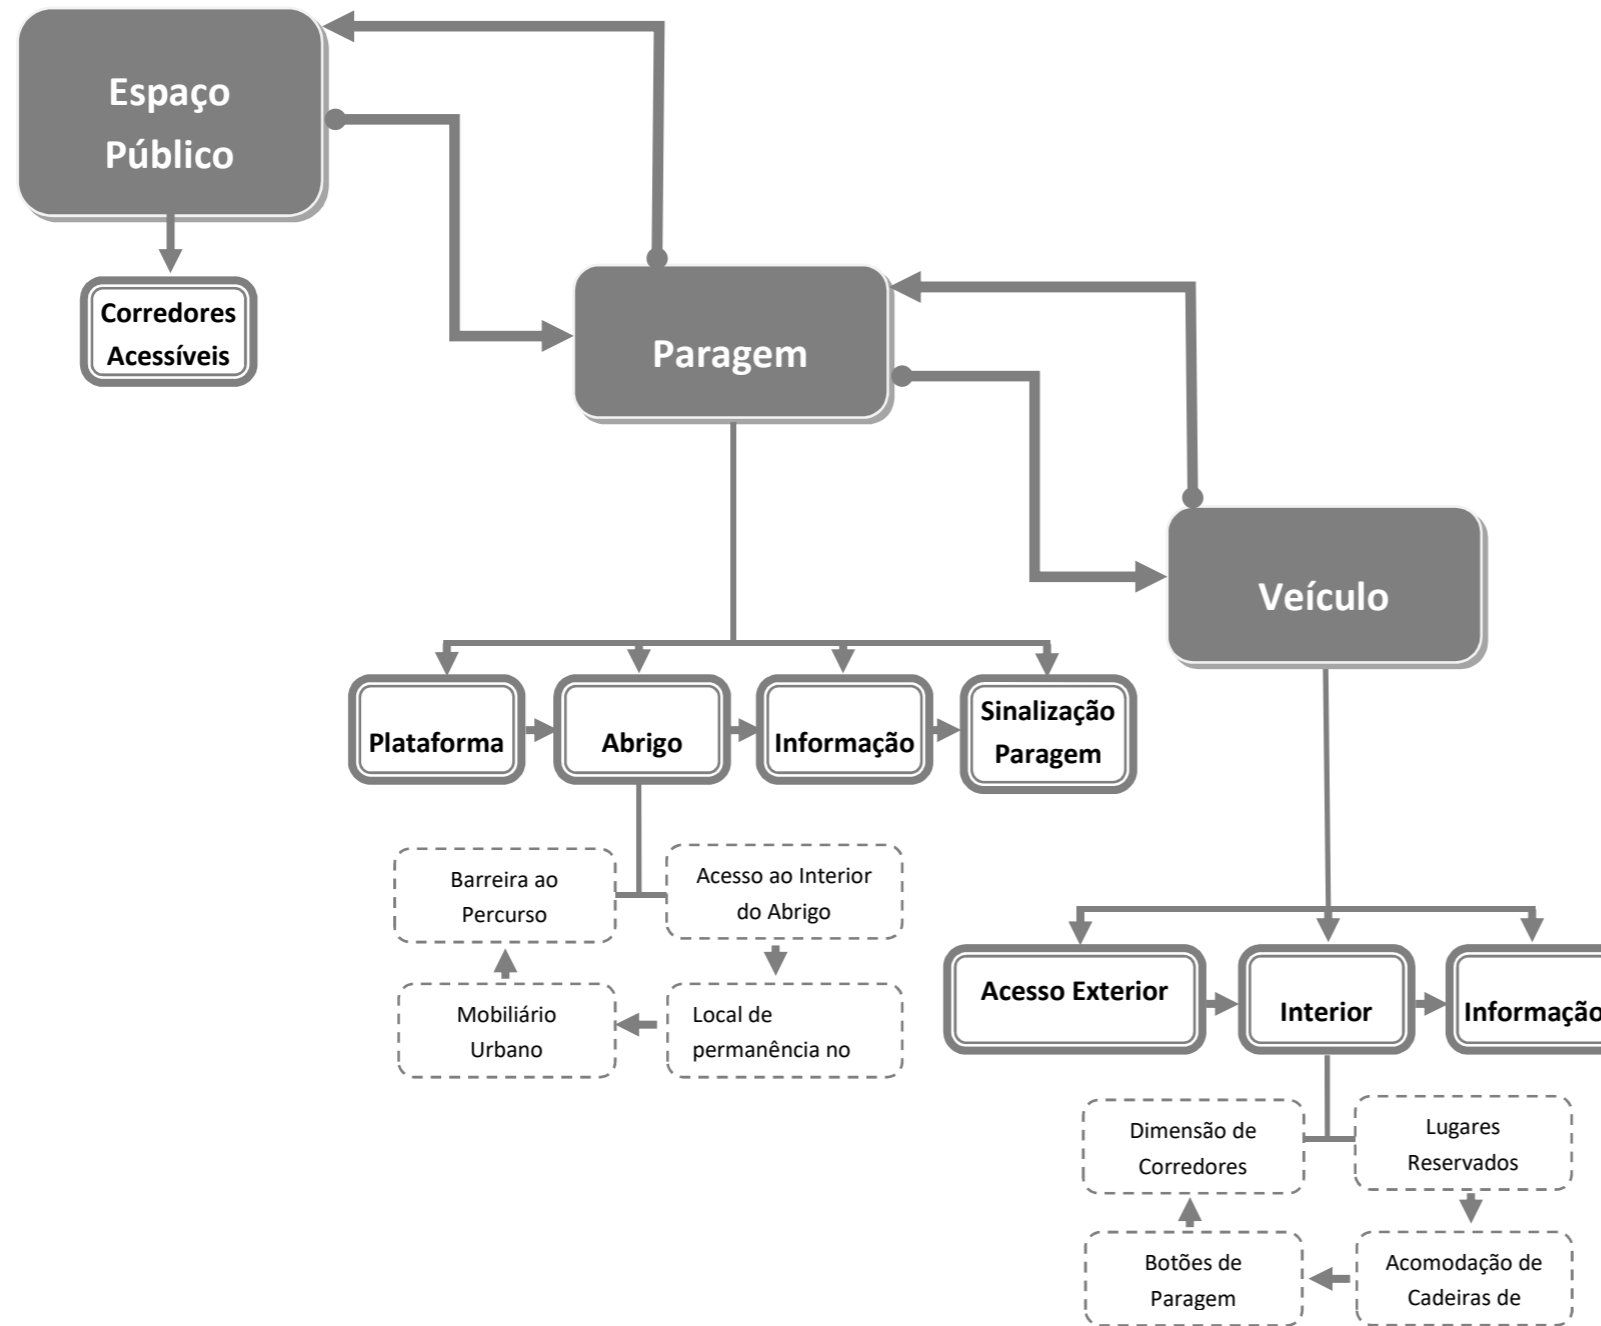 Espaço
Público
Corredores
Acessíveis
Paragem
Veículo
Plataforma
Abrigo
Informação
Sinalização
Paragem
Barreira ao
Percurso
Acesso ao Interior
do Abrigo
Mobiliário
Urbano
Local de
permanência no
Acesso Exterior
Interior
Informação
Dimensão de
Corredores
Lugares
Reservados
Botões de
Paragem
Acomodação de
Cadeiras de